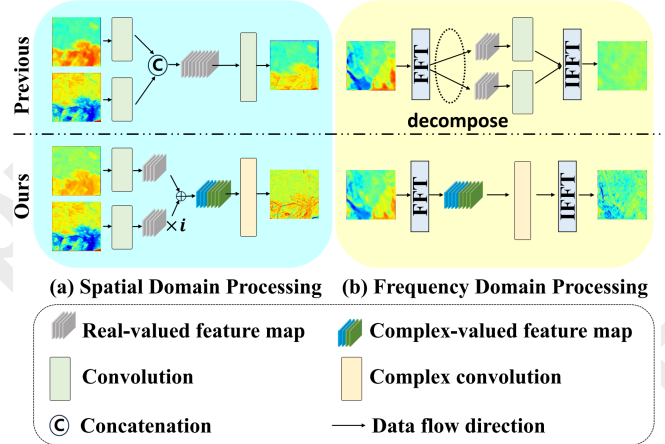 Previous
C
FFT
IFFT
decompose
Ours
×i
FFT
IFFT
(a) Spatial Domain Processing
(b) Frequency Domain Processing
Real-valued feature map
Complex-valued feature map
Convolution
Complex convolution
C Concatenation
Data flow direction